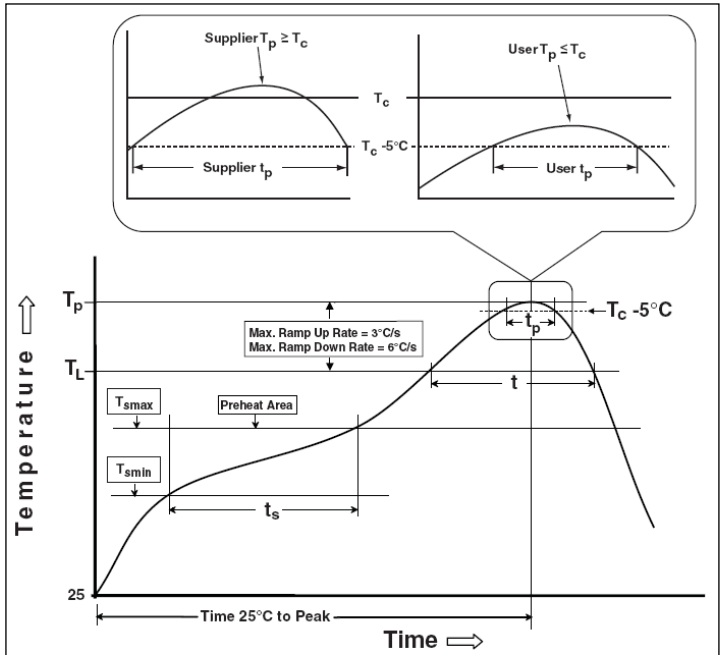 Supplier Tp ≥ Tc
User Tp ≤ Tc
Tc
Tc -5°C
Supplier tp
User tp
Tp
Tc -5°C
tp
Max. Ramp Up Rate = 3°C/s
Max. Ramp Down Rate = 6°C/s
TL
t
Tsmax
Preheat Area
Tsmin
ts
Temperature
25
Time 25°C to Peak
Time